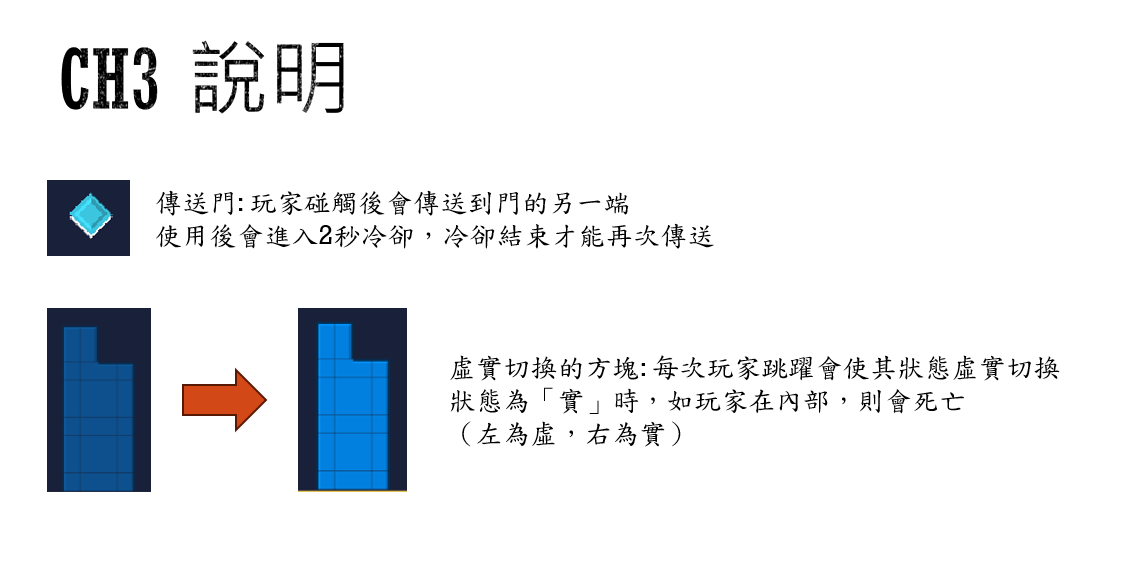 CH3 說明
傳送門:玩家碰觸後會傳送到門的另一端
使用後會進入2秒冷卻，冷卻結束才能再次傳送
虛實切換的方塊:每次玩家跳躍會使其狀態虛實切換
狀態為「實」時，如玩家在內部，則會死亡
（左為虛，右為實）